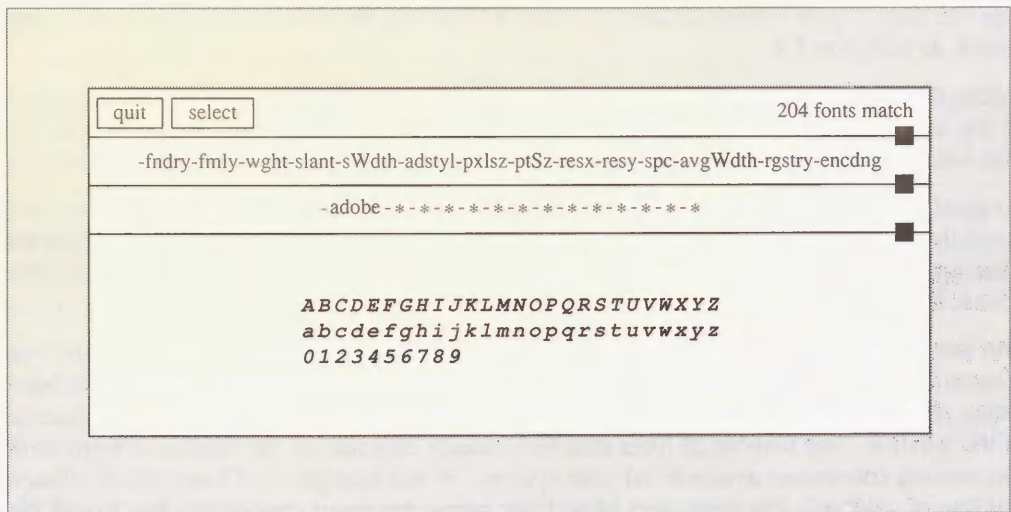 quit select 204 fonts match
-fndry-fmly-wght-slant-sWdth-adstyl-pxlsz-ptSz-resx-resy-spc-avgWdth-rgstry-encdng
-adobe-*-*-*-*-*-*-*-*-*-*-*-*-*
ABCDEFGHIJKLMNOPQRSTUVWXYZ
abcdefghijklmnopqrstuvwxyz
0123456789